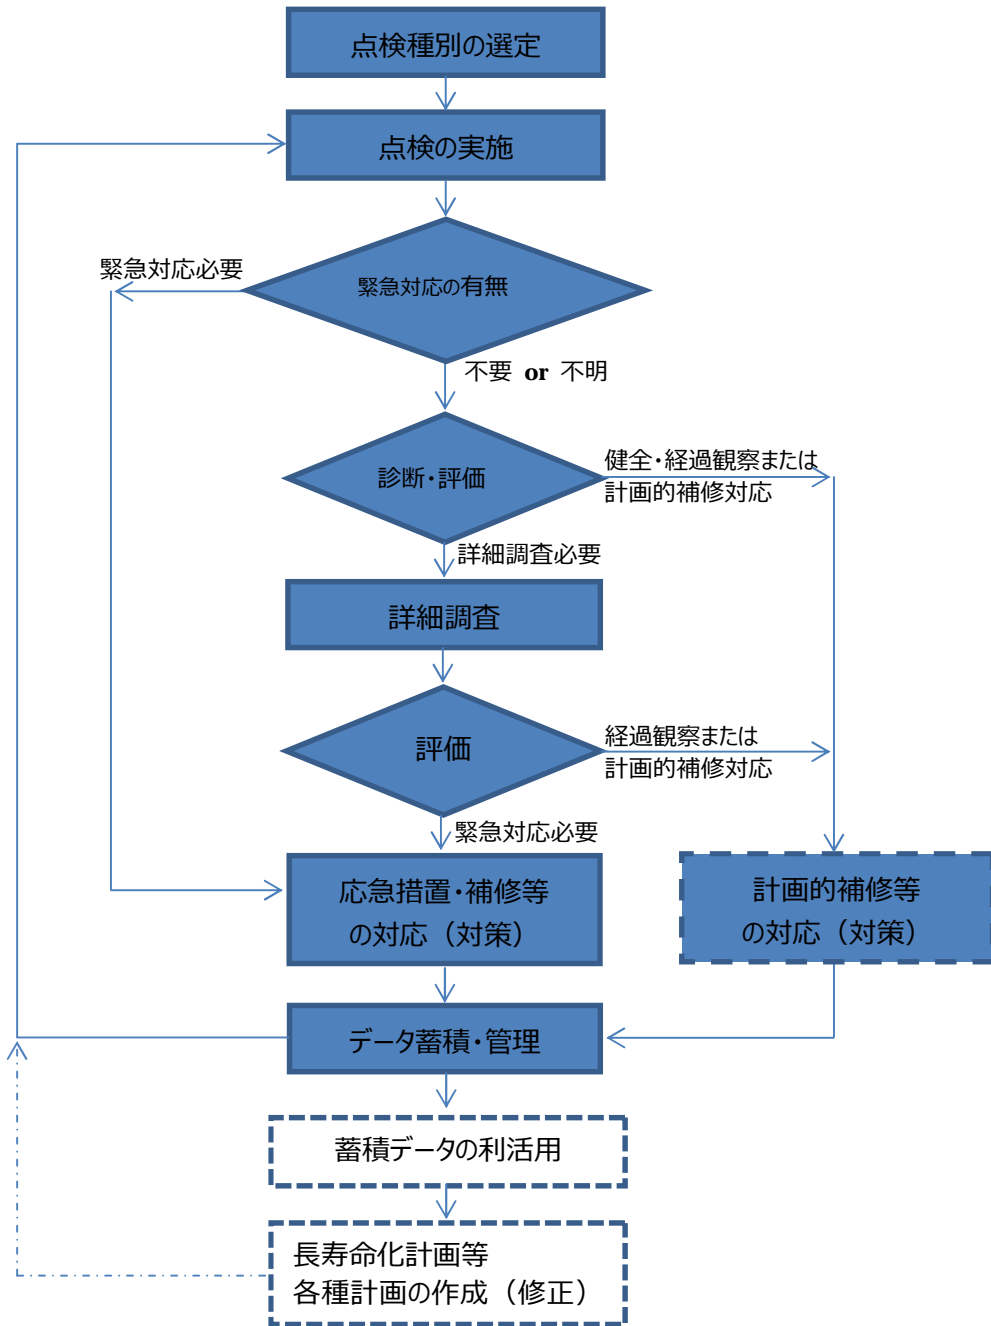 点検種別の選定
点検の実施
緊急対応必要
緊急対応の有無
不要 or 不明
診断・評価
健全・経過観察または
計画的補修対応
詳細調査必要
詳細調査
評価
経過観察または
計画的補修対応
緊急対応必要
応急措置・補修等
の対応（対策）
計画的補修等
の対応（対策）
データ蓄積・管理
蓄積データの利活用
長寿命化計画等
各種計画の作成（修正）